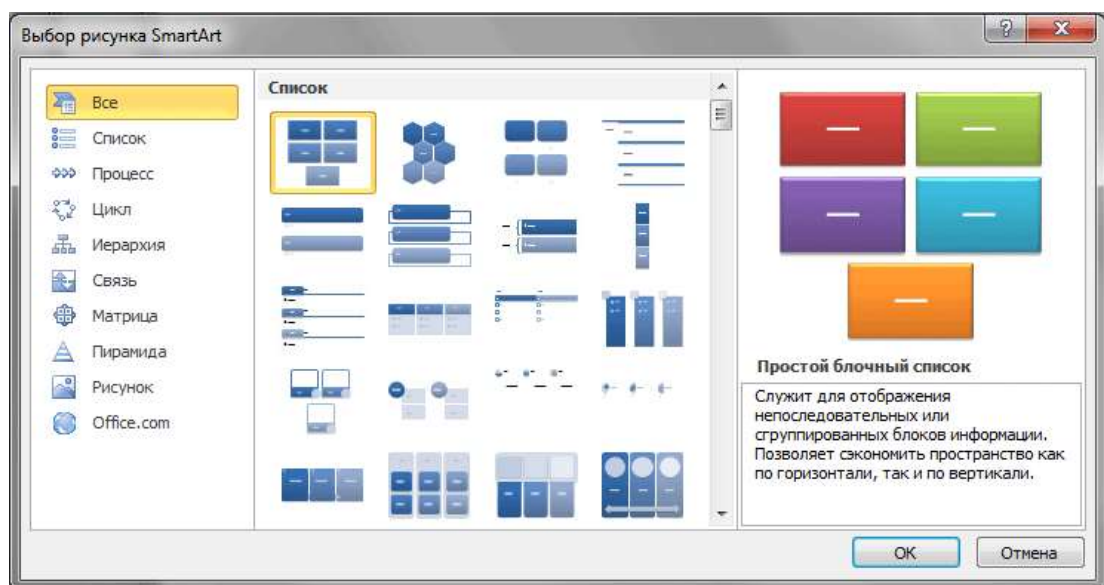 Выбор рисунка SmartArt
Все
Список
Процесс
Цикл
Иерархия
Связь
Матрица
Пирамида
Рисунок
Office.com
Список
Простой блочный список
Служит для отображения
непоследовательных или
сгруппированных блоков информации.
Позволяет сэкономить пространство как
по горизонтали, так и по вертикали.
ОК
Отмена